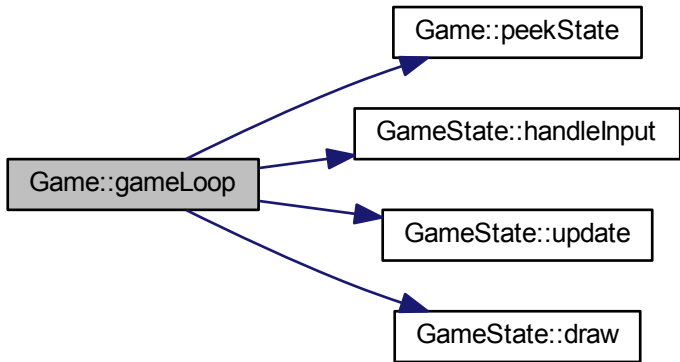 Game::peekState
GameState::handleInput
Game::gameLoop
GameState::update
GameState::draw